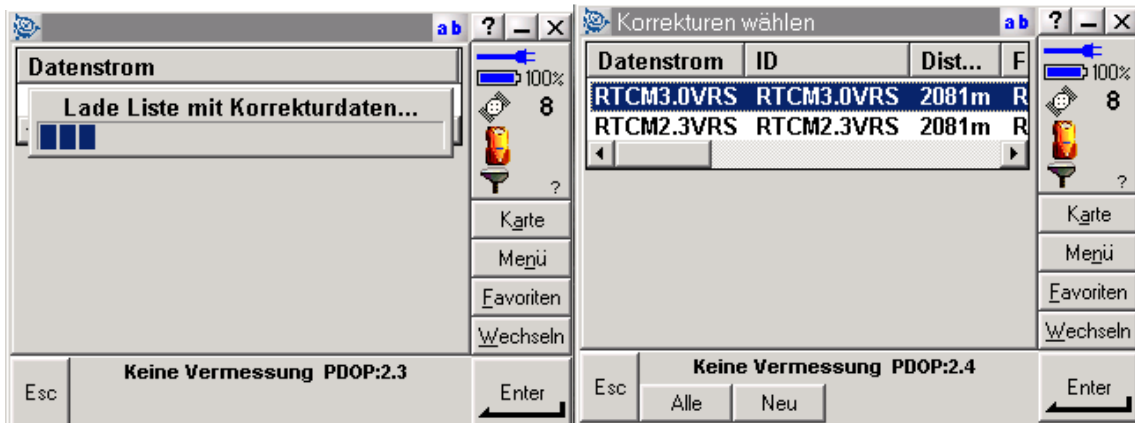 ab ? – X
Datenstrom
Lade Liste mit Korrekturdaten...
100%
8
?
Karte
Menü
Favoriten
Wechseln
Esc
Keine Vermessung PDOP:2.3
Enter
Korrekturen wählen ab ? – X
Datenstrom ID Dist... F
RTCM3.0VRS RTCM3.0VRS 2081m R
RTCM2.3VRS RTCM2.3VRS 2081m R
100%
8
?
Karte
Menü
Favoriten
Wechseln
Esc
Keine Vermessung PDOP:2.4
Alle Neu
Enter